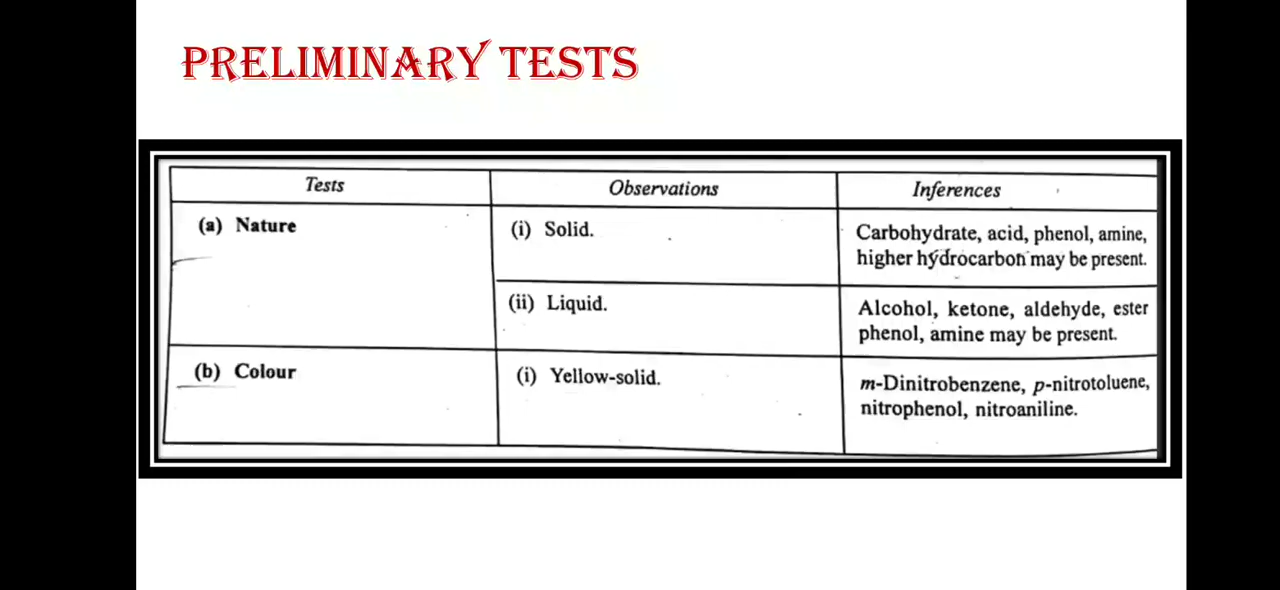 PRELIMINARY TESTS
Tests Observations Inferences
(a) Nature (i) Solid. Carbohydrate, acid, phenol, amine,
higher hydrocarbon may be present.
(ii) Liquid. Alcohol, ketone, aldehyde, ester
phenol, amine may be present.
(b) Colour (i) Yellow-solid. m-Dinitrobenzene, p-nitrotoluene,
nitrophenol, nitroaniline.